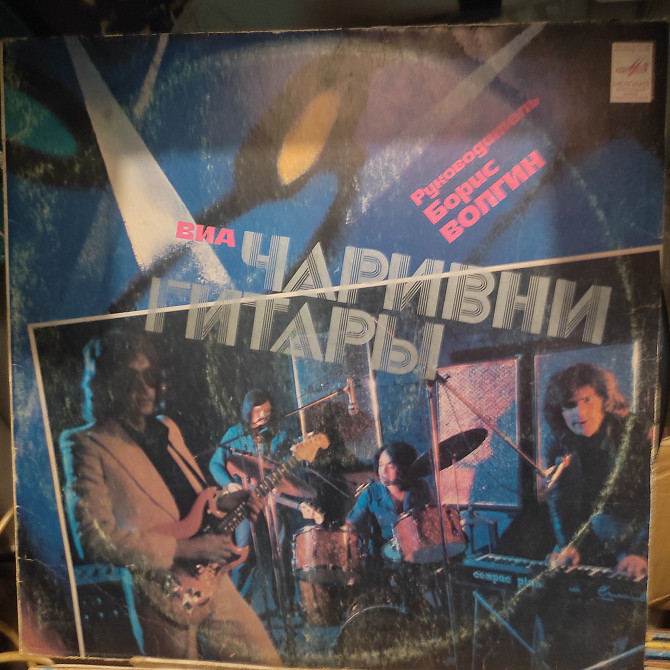 Руководитель
Борис
ВОЛГИН
ВИА
ЧАРИВНИ
ГИТАРЫ